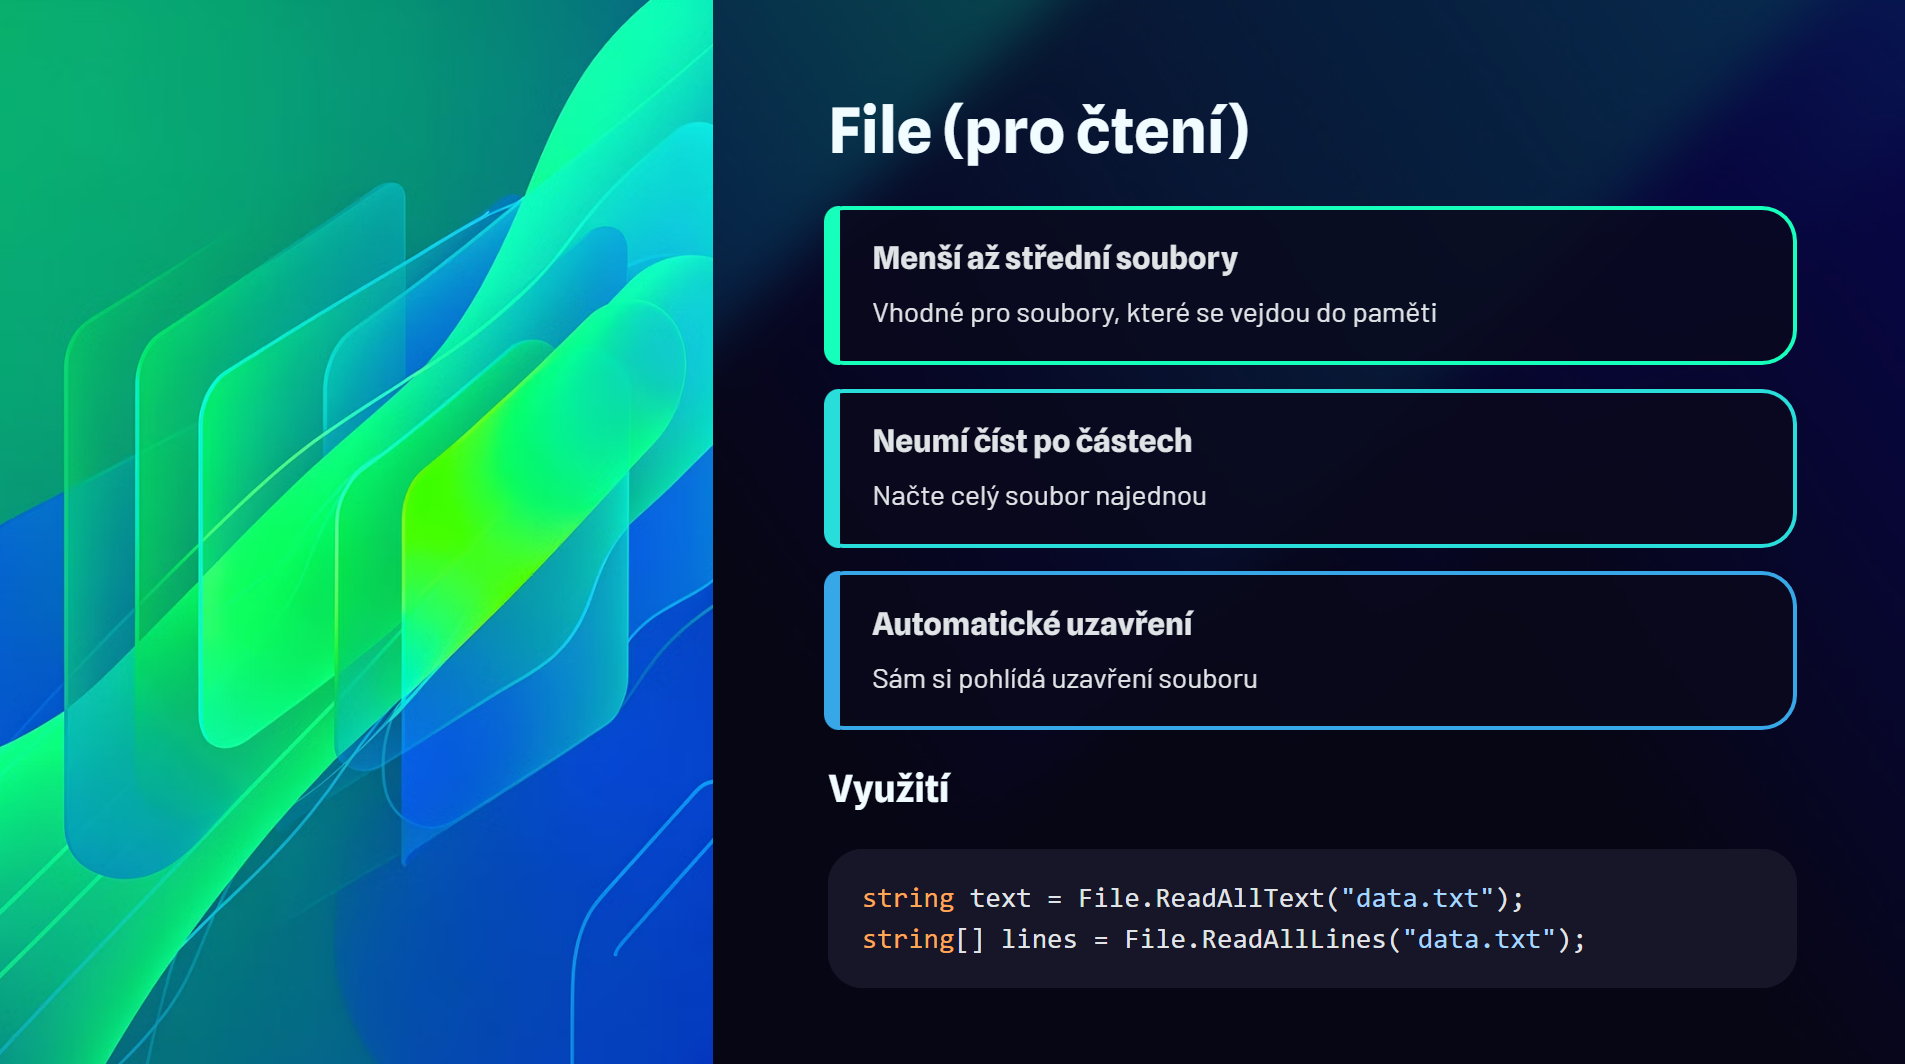 File (pro čtení)
Menší až střední soubory
Vhodné pro soubory, které se vejdou do paměti
Neumí číst po částech
Načte celý soubor najednou
Automatické uzavření
Sám si pohlídá uzavření souboru
Využití
string text = File.ReadAllText("data.txt");
string[] lines = File.ReadAllLines("data.txt");